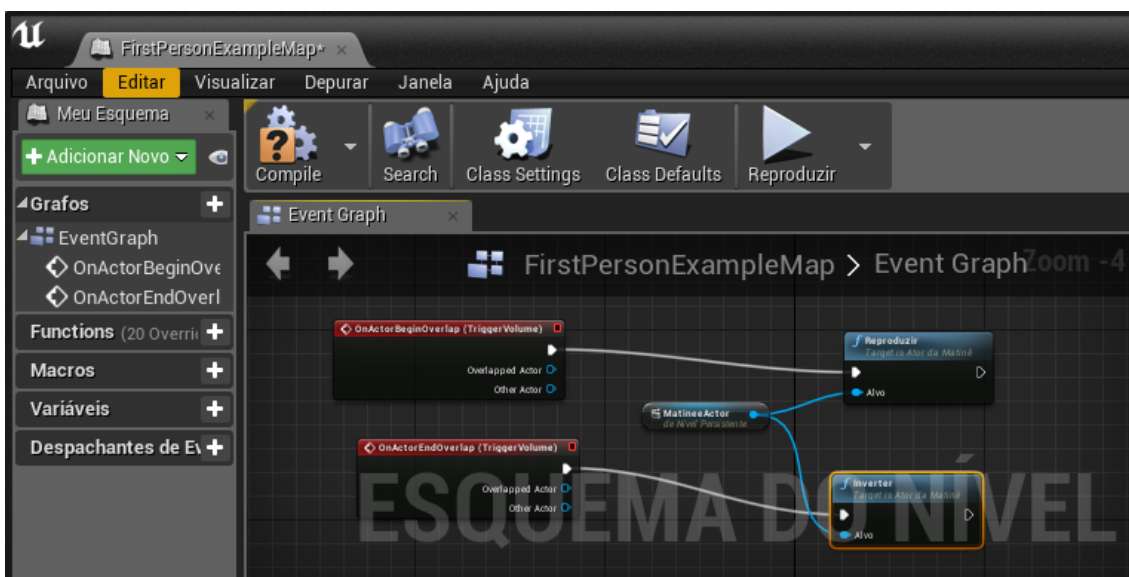 FirstPersonExampleMap*
Arquivo Editar Visualizar Depurar Janela Ajuda
Meu Esquema
Adicionar Novo
Compile Search Class Settings Class Defaults Reproduzir
Grafos
EventGraph
OnActorBeginOve
OnActorEndOverl
Functions (20 Overri
Macros
Variáveis
Despachantes de Ev
Event Graph
FirstPersonExampleMap > Event Graph
Zoom -4
OnActorBeginOverlap (TriggerVolume)
Overlapped Actor
Other Actor
Reproduzir
Target is Ator da Matinê
Alvo
MatineeActor
de Nível Persistente
OnActorEndOverlap (TriggerVolume)
Overlapped Actor
Other Actor
Inverter
Target is Ator da Matinê
Alvo
ESQUEMA DO NÍVEL